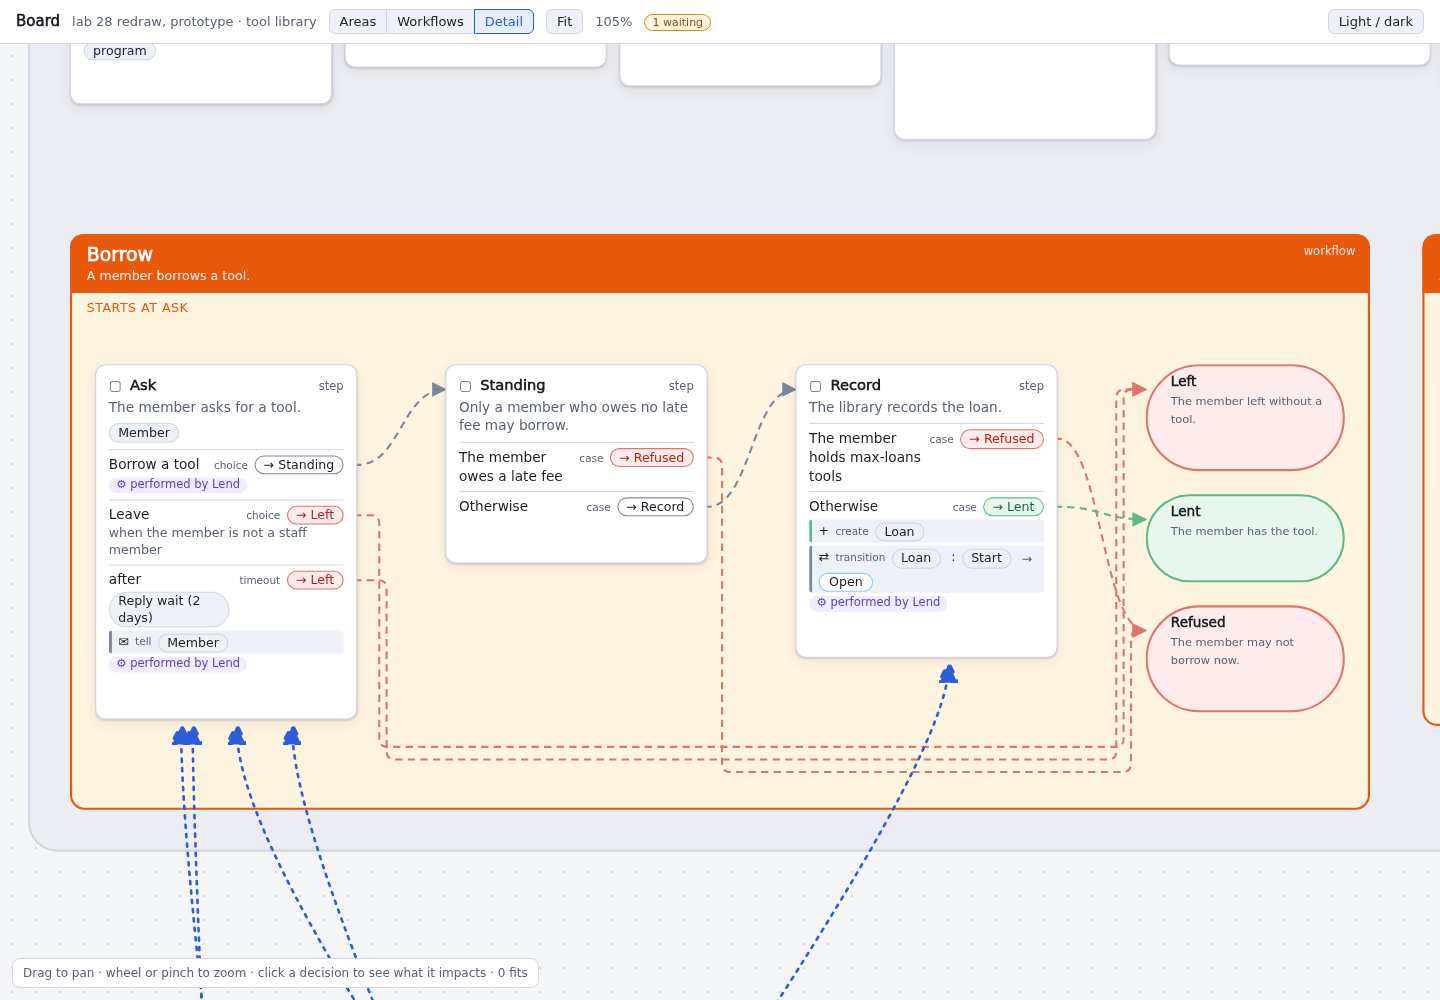 Board lab 28 redraw, prototype · tool library Areas Workflows Detail Fit 105% 1 waiting Light / dark
program
Borrow workflow
A member borrows a tool.
STARTS AT ASK
Ask step
The member asks for a tool.
Member
Borrow a tool choice → Standing
⚙ performed by Lend
Leave choice → Left
when the member is not a staff
member
after timeout → Left
Reply wait (2
days)
✉ tell Member
⚙ performed by Lend
Standing step
Only a member who owes no late
fee may borrow.
The member case → Refused
owes a late fee
Otherwise case → Record
Record step
The library records the loan.
The member case → Refused
holds max-loans
tools
Otherwise case → Lent
+ create Loan
⇄ transition Loan : Start →
Open
⚙ performed by Lend
Left
The member left without a
tool.
Lent
The member has the tool.
Refused
The member may not
borrow now.
Drag to pan · wheel or pinch to zoom · click a decision to see what it impacts · 0 fits